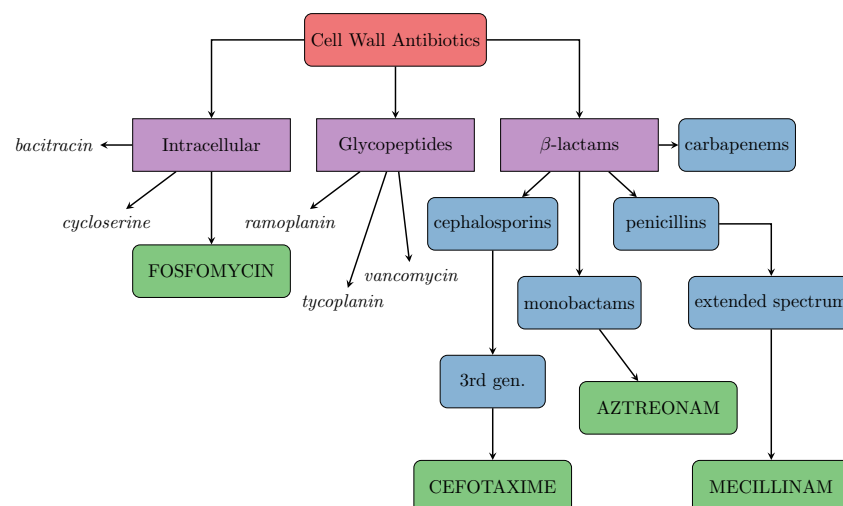 Cell Wall Antibiotics
bacitracin
Intracellular
Glycopeptides
β-lactams
carbapenems
cycloserine
ramoplanin
cephalosporins
penicillins
FOSFOMYCIN
vancomycin
tycoplanin
monobactams
extended spectrum
3rd gen.
AZTREONAM
CEFOTAXIME
MECILLINAM